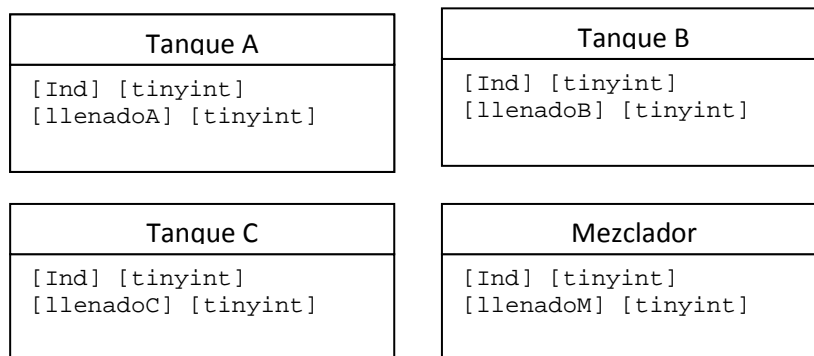 Tanque A
[Ind] [tinyint]
[llenadoA] [tinyint]
Tanque B
[Ind] [tinyint]
[llenadoB] [tinyint]
Tanque C
[Ind] [tinyint]
[llenadoC] [tinyint]
Mezclador
[Ind] [tinyint]
[llenadoM] [tinyint]